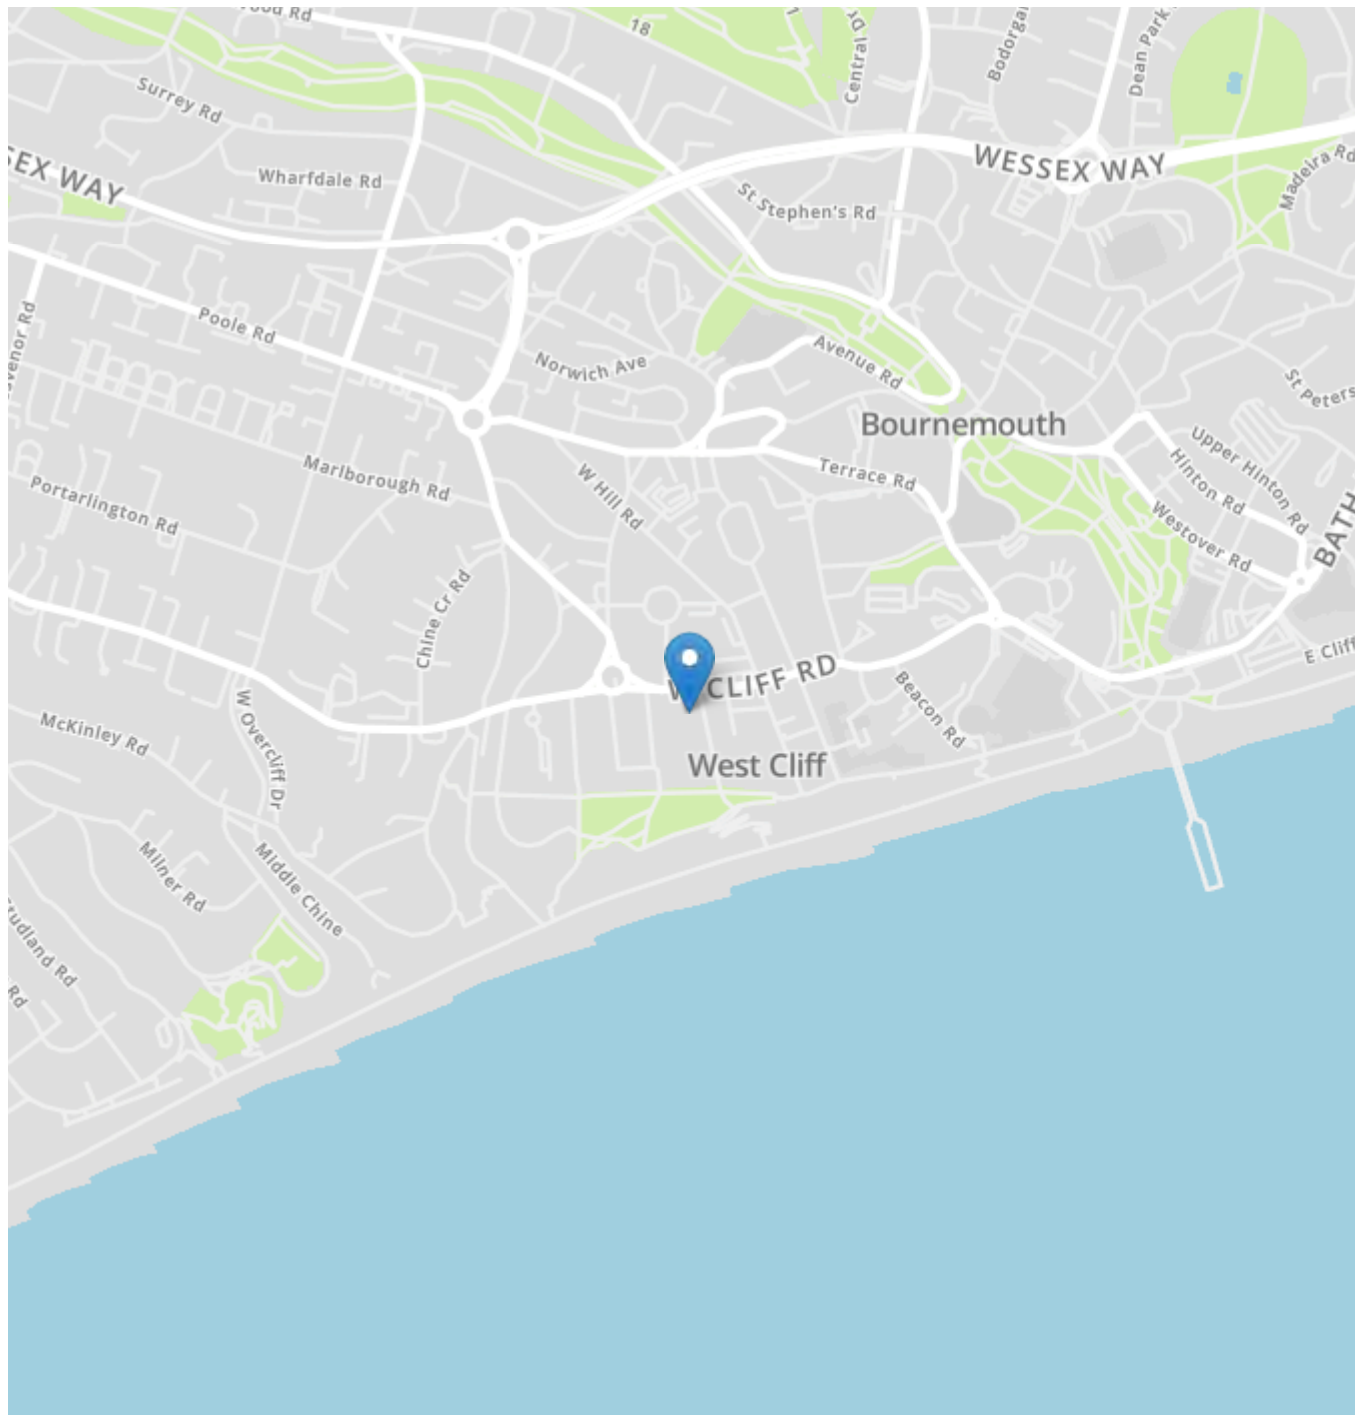 18
Central Dr
Dean Park
Surrey Rd
WESSEX WAY
Madeira Rd
Wharfdale Rd
St Stephen's Rd
Poole Rd
Norwich Ave
Avenue Rd
St Peters
Bournemouth
Marlborough Rd
W Hill Rd
Terrace Rd
Upper Hinton Rd
Hinton Rd
Portarlington Rd
Westover Rd
BATH
Chine Cr Rd
E Cliff
CLIFF RD
Beacon Rd
W Overcliff Dr
McKinley Rd
West Cliff
Milner Rd
Middle Chine
Rd